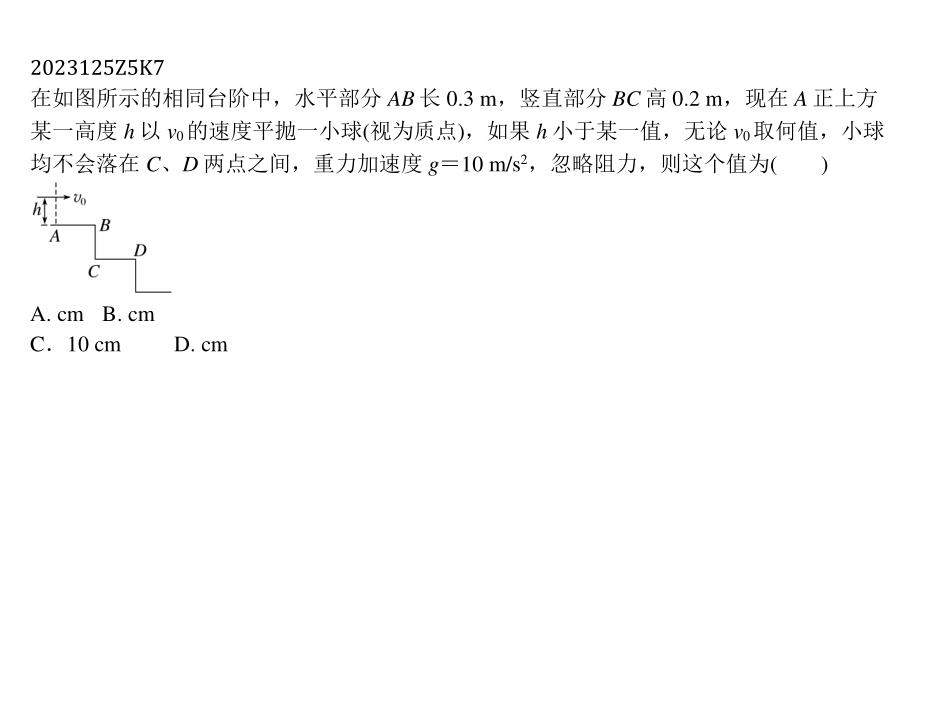 2023125Z5K7
在如图所示的相同台阶中，水平部分 AB 长 0.3 m，竖直部分 BC 高 0.2 m，现在 A 正上方
某一高度 h 以 v0 的速度平抛一小球(视为质点)，如果 h 小于某一值，无论 v0 取何值，小球
均不会落在 C、D 两点之间，重力加速度 g＝10 m/s²，忽略阻力，则这个值为(　　)
v0
h
A
B
D
C
A. cm B. cm
C．10 cm D. cm